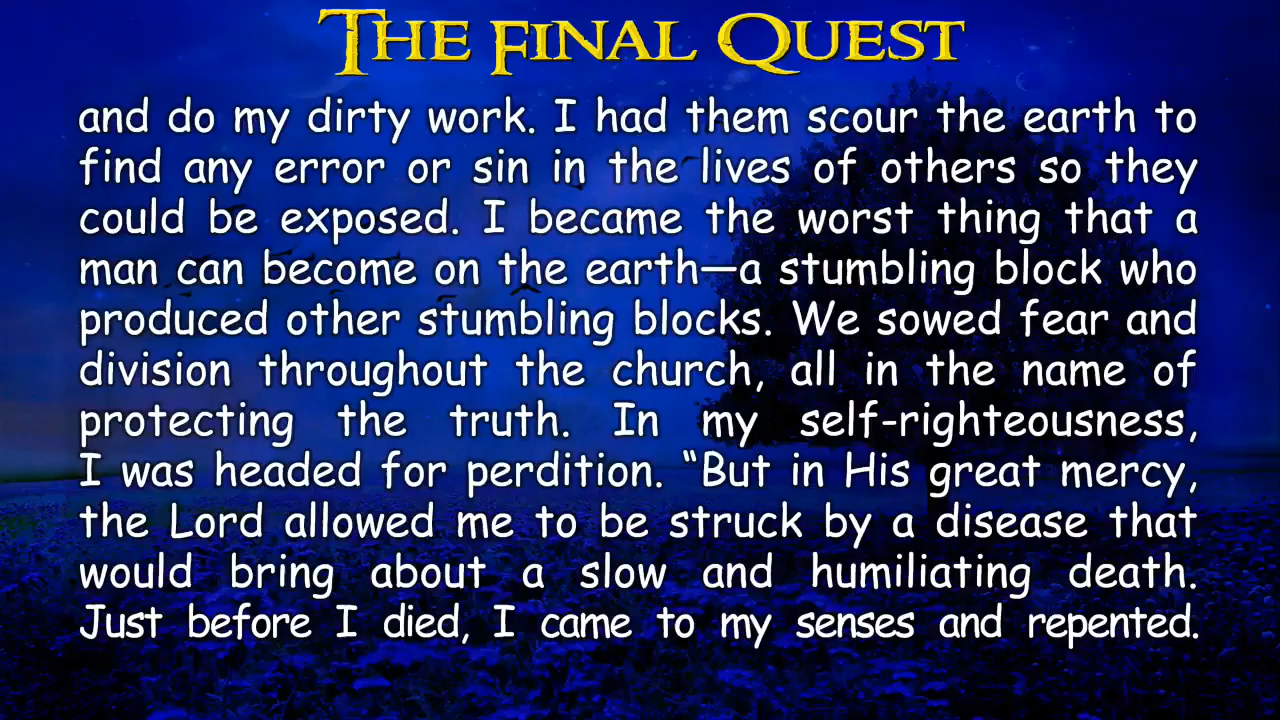 The Final Quest
and do my dirty work. I had them scour the earth to
find any error or sin in the lives of others so they
could be exposed. I became the worst thing that a
man can become on the earth—a stumbling block who
produced other stumbling blocks. We sowed fear and
division throughout the church, all in the name of
protecting the truth. In my self-righteousness,
I was headed for perdition. “But in His great mercy,
the Lord allowed me to be struck by a disease that
would bring about a slow and humiliating death.
Just before I died, I came to my senses and repented.